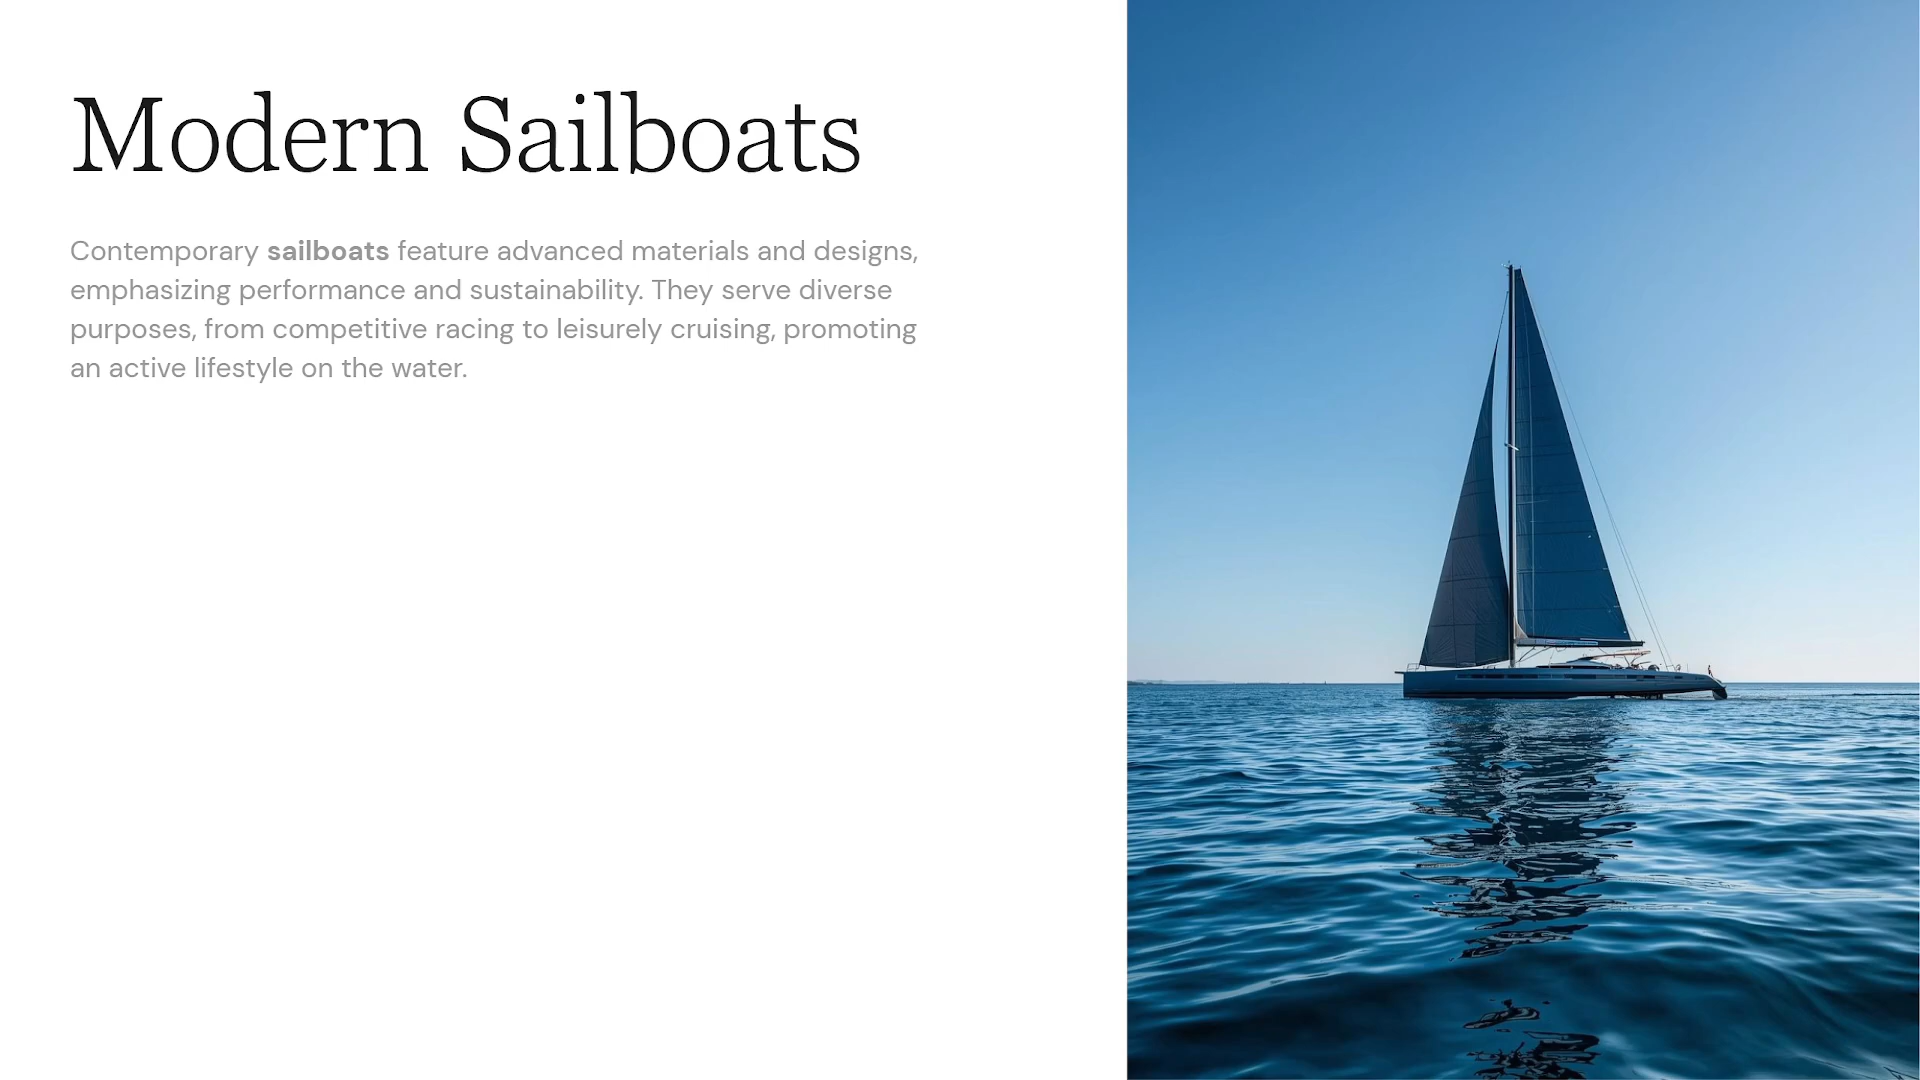 Modern Sailboats
Contemporary sailboats feature advanced materials and designs,
emphasizing performance and sustainability. They serve diverse
purposes, from competitive racing to leisurely cruising, promoting
an active lifestyle on the water.